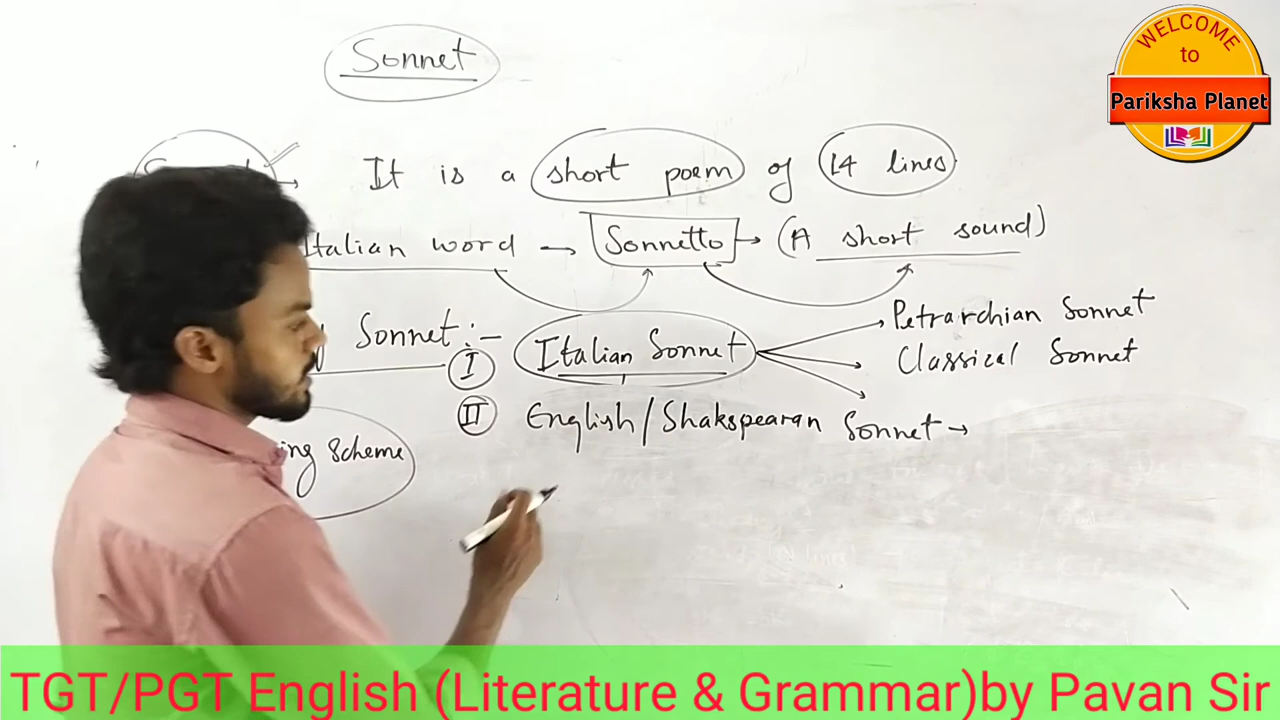 Sonnet
WELCOME
to
Pariksha Planet
It is a short poem of 14 lines
Italian word → Sonnetto → (A short sound)
Sonnet :-
I Italian Sonnet
Petrarchian Sonnet
Classical Sonnet
II English/Shakspearan Sonnet →
Scheme
TGT/PGT English (Literature & Grammar)by Pavan Sir